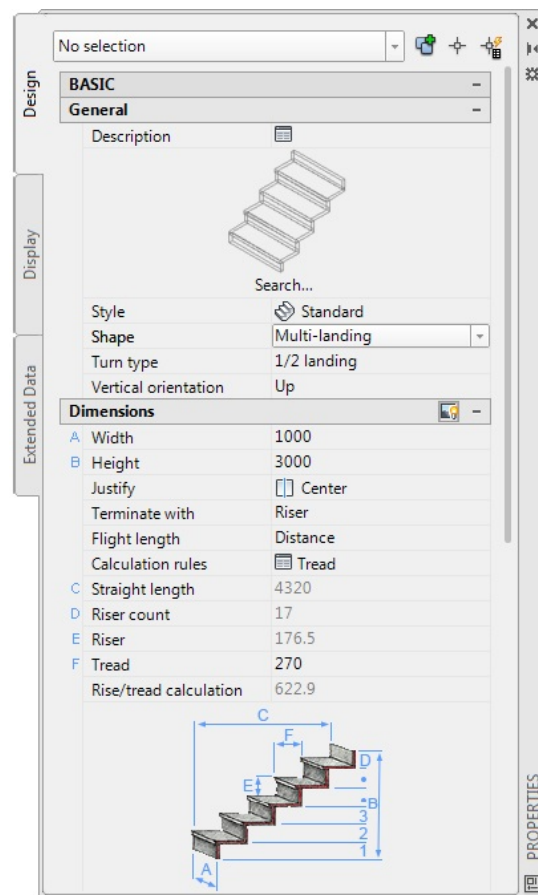 No selection
Design
Display
Extended Data
BASIC
General
Description
Search...
Style Standard
Shape Multi-landing
Turn type 1/2 landing
Vertical orientation Up
Dimensions
A Width 1000
B Height 3000
Justify Center
Terminate with Riser
Flight length Distance
Calculation rules Tread
C Straight length 4320
D Riser count 17
E Riser 176.5
F Tread 270
Rise/tread calculation 622.9
C
F
D
E
B
3
2
1
A
PROPERTIES